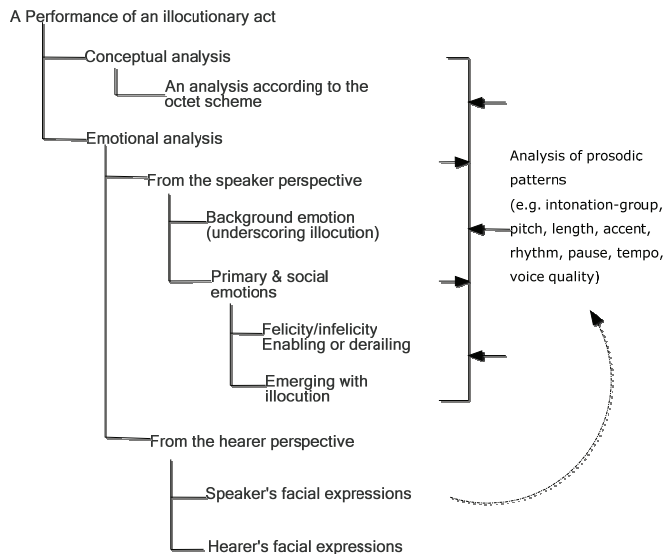 A Performance of an illocutionary act
Conceptual analysis
An analysis according to the
octet scheme
Emotional analysis
From the speaker perspective
Background emotion
(underscoring illocution)
Primary & social
emotions
Felicity/infelicity
Enabling or derailing
Emerging with
illocution
From the hearer perspective
Speaker's facial expressions
Hearer's facial expressions
Analysis of prosodic
patterns
(e.g. intonation-group,
pitch, length, accent,
rhythm, pause, tempo,
voice quality)